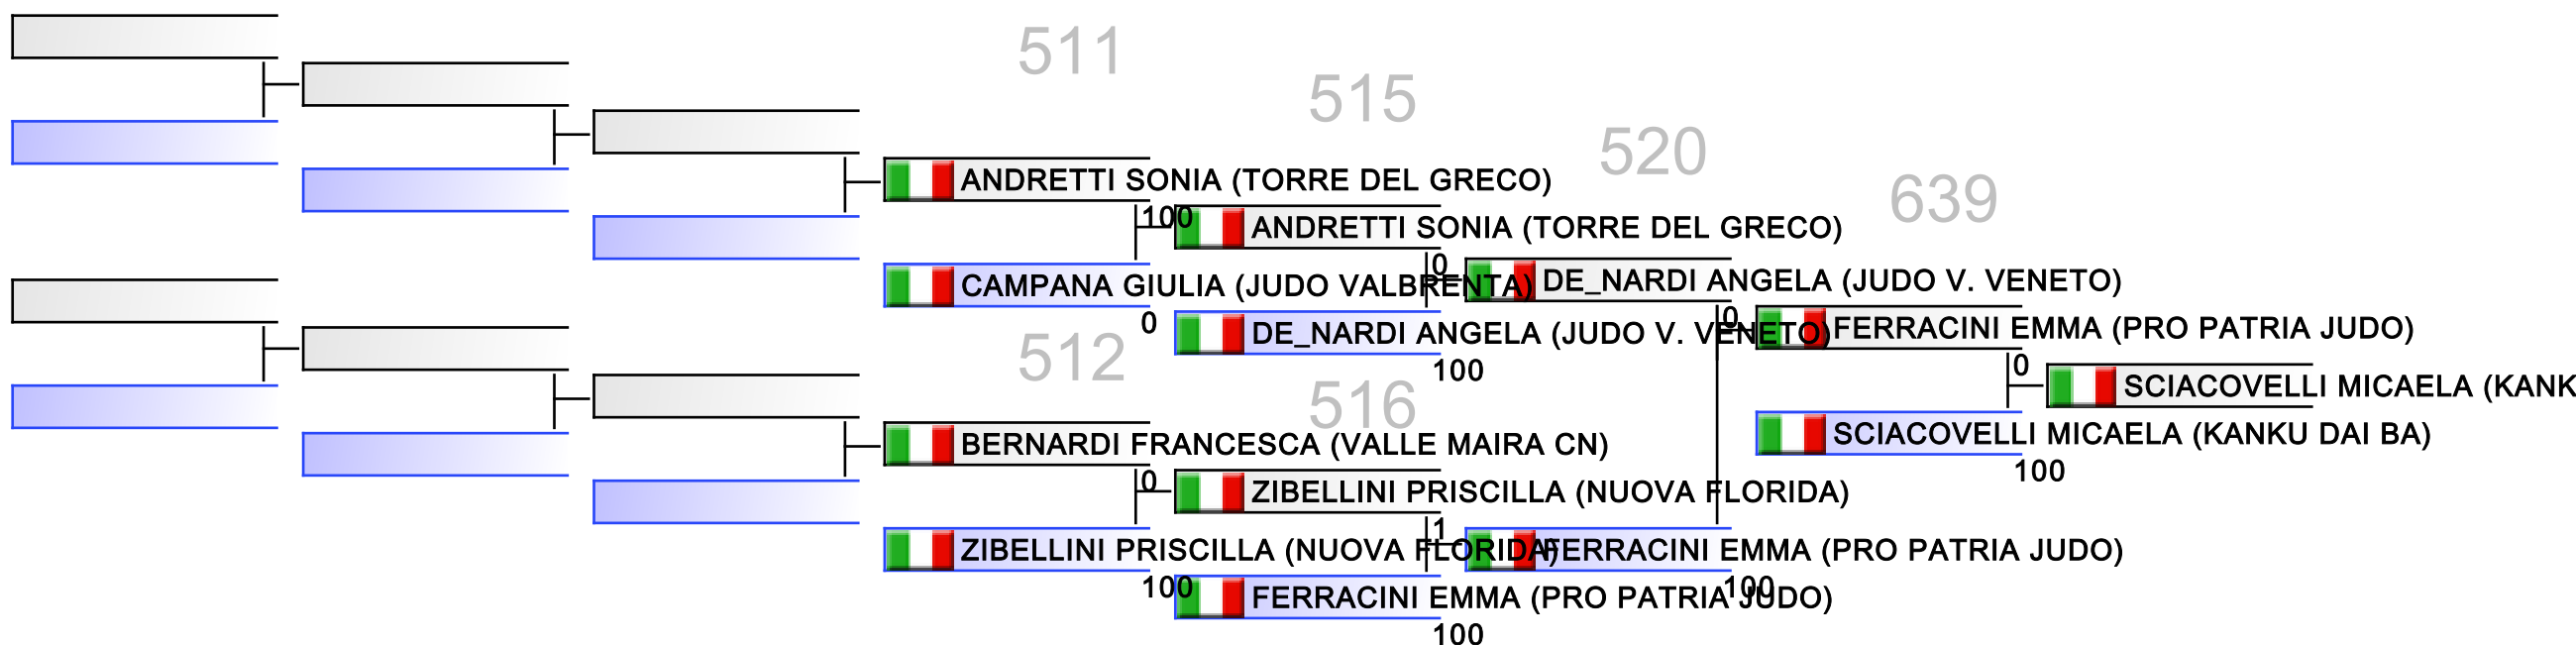 511
515
520
ANDRETTI SONIA (TORRE DEL GRECO)
639
100
ANDRETTI SONIA (TORRE DEL GRECO)
0
CAMPANA GIULIA (JUDO VALBRENTA)
DE_NARDI ANGELA (JUDO V. VENETO)
0
DE_NARDI ANGELA (JUDO V. VENETO)
0
FERRACINI EMMA (PRO PATRIA JUDO)
512
100
0
516
SCIACOVELLI MICAELA (KANK
BERNARDI FRANCESCA (VALLE MAIRA CN)
SCIACOVELLI MICAELA (KANKU DAI BA)
0
100
ZIBELLINI PRISCILLA (NUOVA FLORIDA)
1
ZIBELLINI PRISCILLA (NUOVA FLORIDA)
FERRACINI EMMA (PRO PATRIA JUDO)
100
100
FERRACINI EMMA (PRO PATRIA JUDO)
100